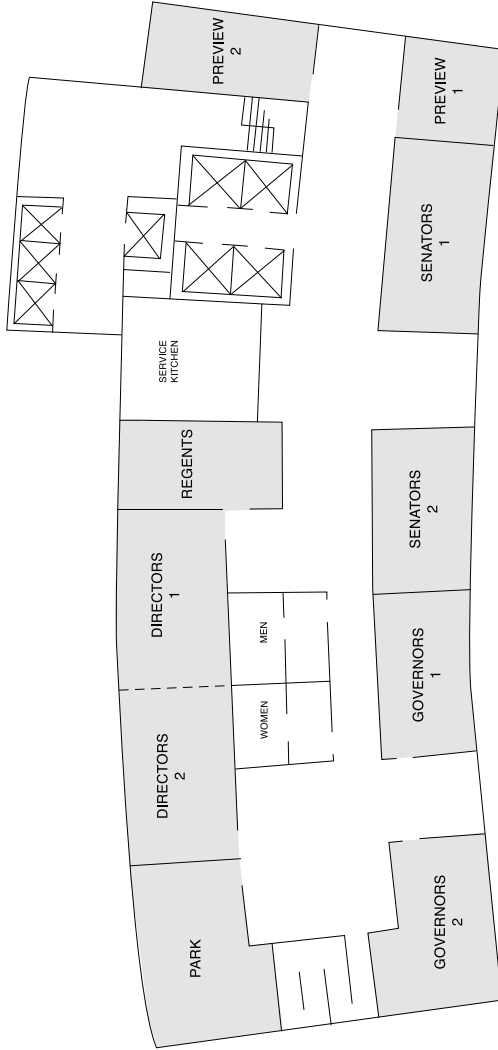 PREVIEW
2
PREVIEW
1
SENATORS
1
SERVICE
KITCHEN
REGENTS
SENATORS
2
DIRECTORS
1
MEN
GOVERNORS
1
WOMEN
DIRECTORS
2
GOVERNORS
2
PARK